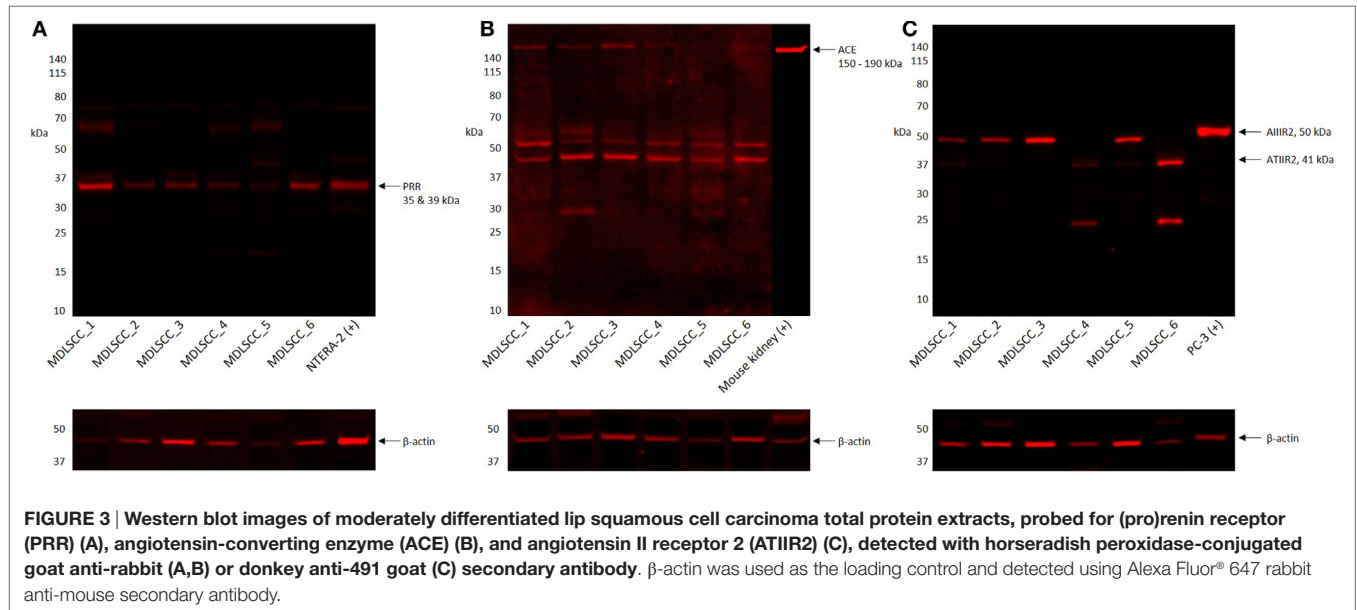 A
140
115
80
70
kDa
50
37
30
25
15
10
PRR
35 & 39 kDa
MDLSCC_1
MDLSCC_2
MDLSCC_3
MDLSCC_4
MDLSCC_5
MDLSCC_6
NTERA-2 (+)
50
37
β-actin
B
140
115
80
70
kDa
50
37
30
25
15
10
ACE
150 - 190 kDa
MDLSCC_1
MDLSCC_2
MDLSCC_3
MDLSCC_4
MDLSCC_5
MDLSCC_6
Mouse kidney (+)
50
37
β-actin
C
140
115
80
70
kDa
50
37
25
15
10
AIIIR2, 50 kDa
ATIIR2, 41 kDa
MDLSCC_1
MDLSCC_2
MDLSCC_3
MDLSCC_4
MDLSCC_5
MDLSCC_6
PC-3 (+)
50
37
β-actin
FIGURE 3 | Western blot images of moderately differentiated lip squamous cell carcinoma total protein extracts, probed for (pro)renin receptor
(PRR) (A), angiotensin-converting enzyme (ACE) (B), and angiotensin II receptor 2 (ATIIR2) (C), detected with horseradish peroxidase-conjugated
goat anti-rabbit (A,B) or donkey anti-491 goat (C) secondary antibody. β-actin was used as the loading control and detected using Alexa Fluor® 647 rabbit
anti-mouse secondary antibody.